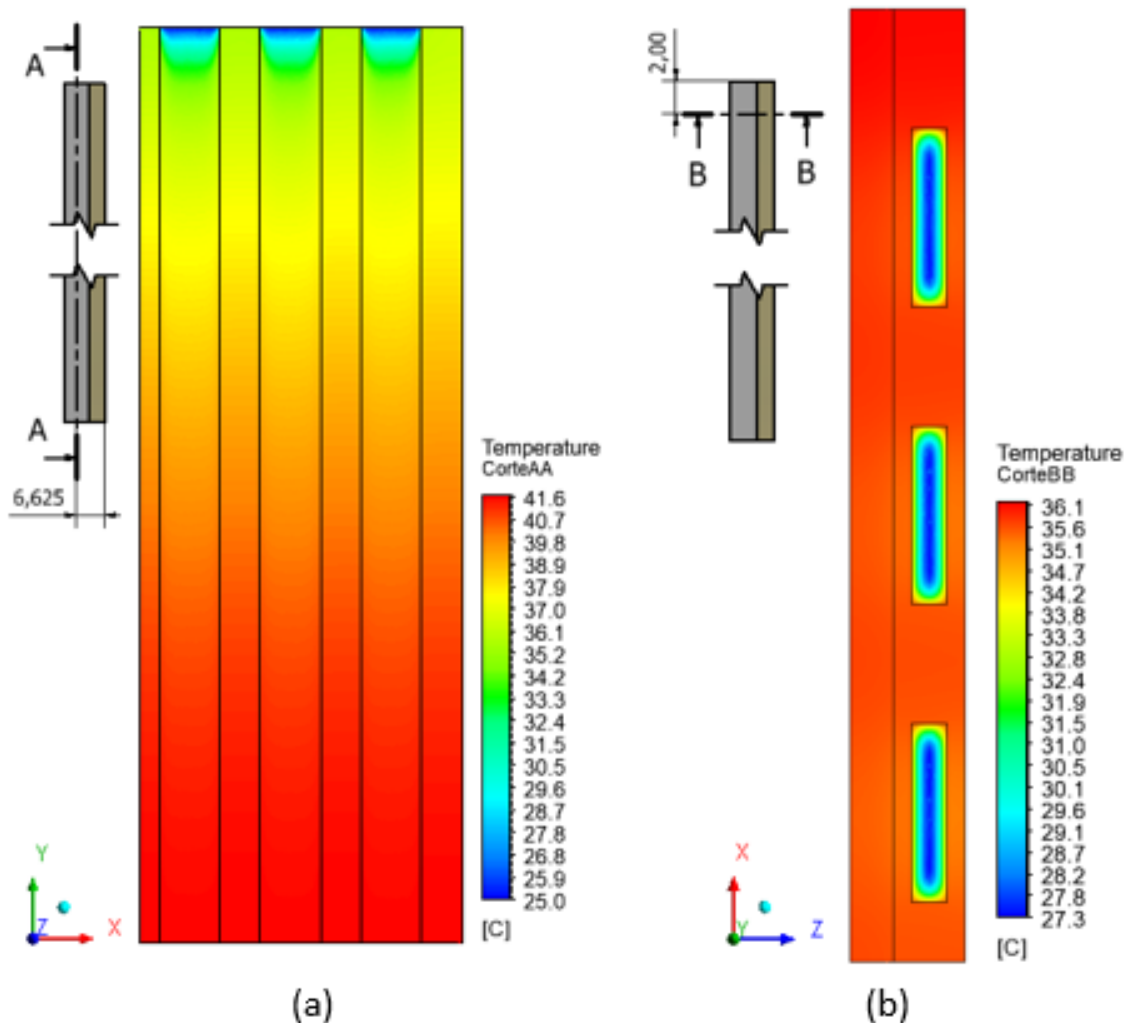 A
A
6,625
Temperature
CorteAA
41.6
40.7
39.8
38.9
37.9
37.0
36.1
35.2
34.2
33.3
32.4
31.5
30.5
29.6
28.7
27.8
26.8
25.9
25.0
[C]
Y
Z
X
(a)
2,00
B
B
Temperature
CorteBB
36.1
35.6
35.1
34.7
34.2
33.8
33.3
32.8
32.4
31.9
31.5
31.0
30.5
30.1
29.6
29.1
28.7
28.2
27.8
27.3
[C]
X
Y
Z
(b)